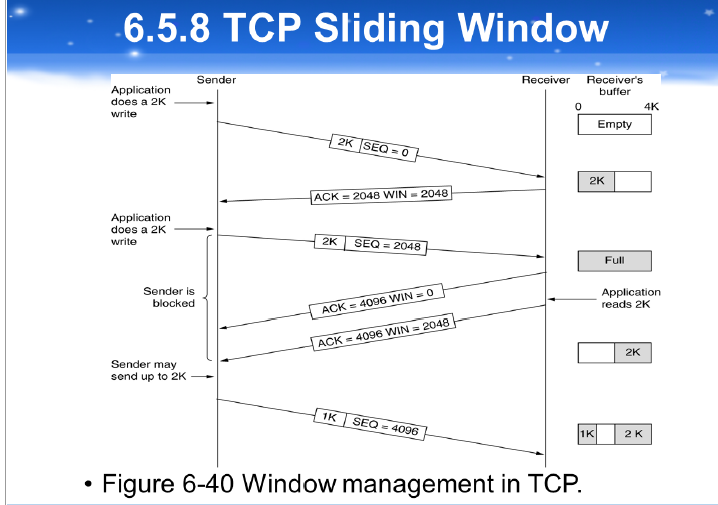 6.5.8 TCP Sliding Window
Sender
Receiver
Receiver's
buffer
Application
does a 2K
write
0 4K
Empty
2K SEQ = 0
2K
ACK = 2048 WIN = 2048
Application
does a 2K
write
2K SEQ = 2048
Full
Sender is
blocked
Application
reads 2K
ACK = 4096 WIN = 0
ACK = 4096 WIN = 2048
2K
Sender may
send up to 2K
1K SEQ = 4096
1K 2 K
• Figure 6-40 Window management in TCP.